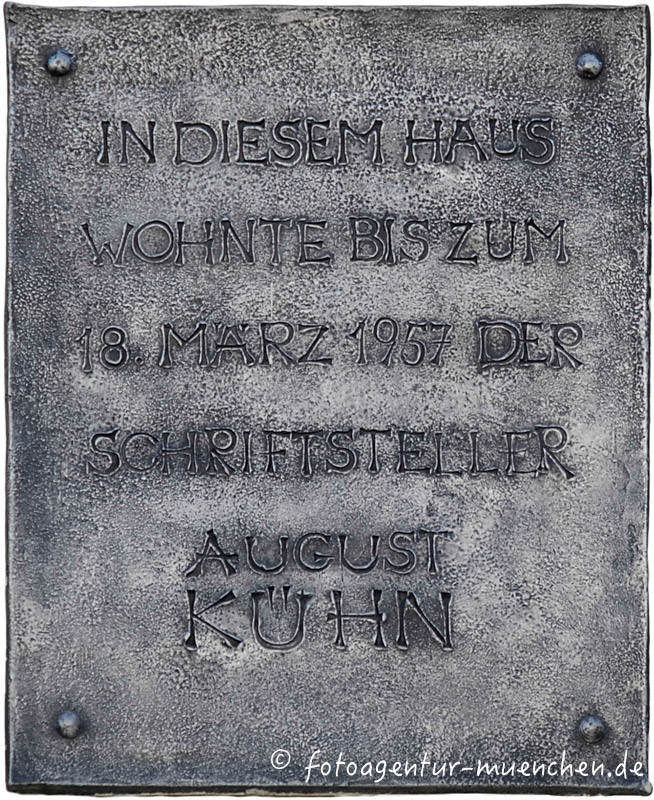 IN DIESEM HAUS
WOHNTE BIS ZUM
18. MÄRZ 1957 DER
SCHRIFTSTELLER
AUGUST
KÜHN
© fotoagentur-muenchen.de